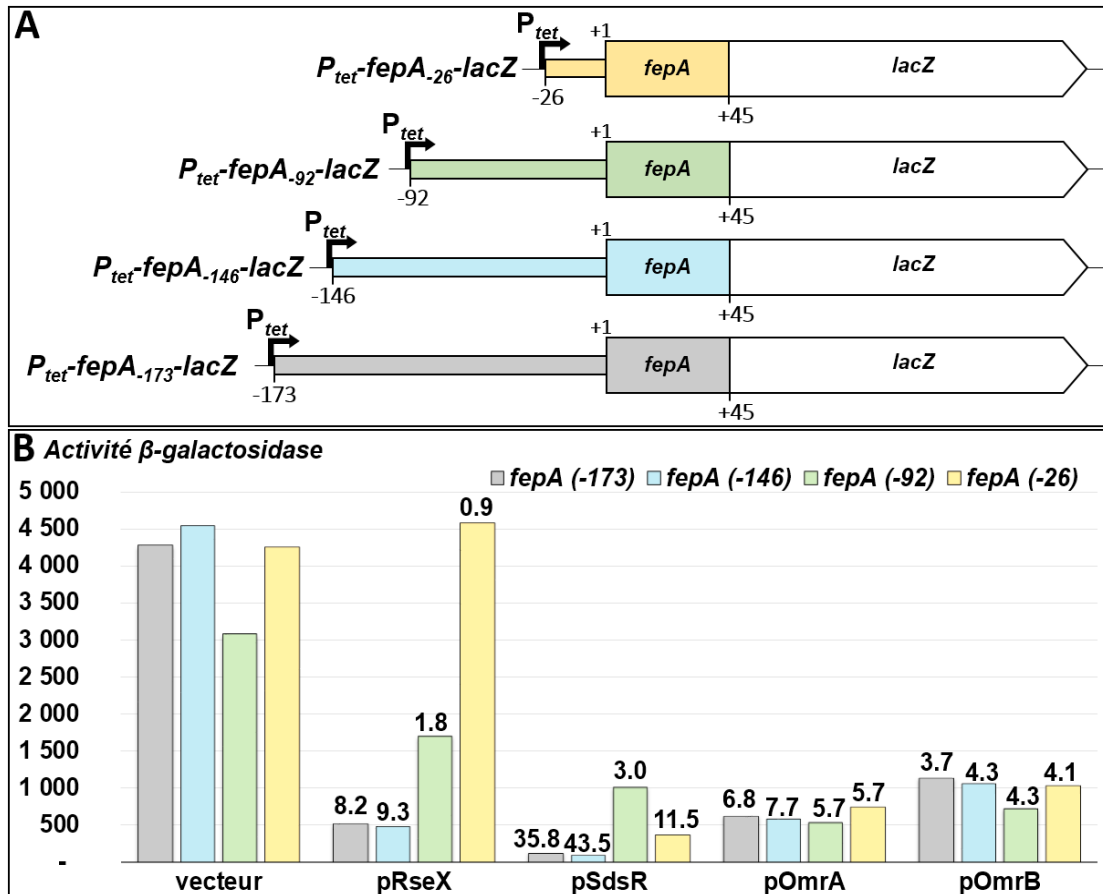 A
Ptet
+1
Ptet-fepA-26-lacZ
fepA
lacZ
-26
+45
Ptet
+1
Ptet-fepA-92-lacZ
fepA
lacZ
-92
+45
Ptet
+1
Ptet-fepA-146-lacZ
fepA
lacZ
-146
+45
Ptet
+1
Ptet-fepA-173-lacZ
fepA
lacZ
-173
+45
B Activité β-galactosidase
fepA (-173) fepA (-146) fepA (-92) fepA (-26)
5 000
4 500
4 000
3 500
3 000
2 500
2 000
1 500
1 000
500
-
8.2 9.3 1.8 0.9
35.8 43.5 3.0 11.5
6.8 7.7 5.7 5.7
3.7 4.3 4.3 4.1
vecteur pRseX pSdsR pOmrA pOmrB